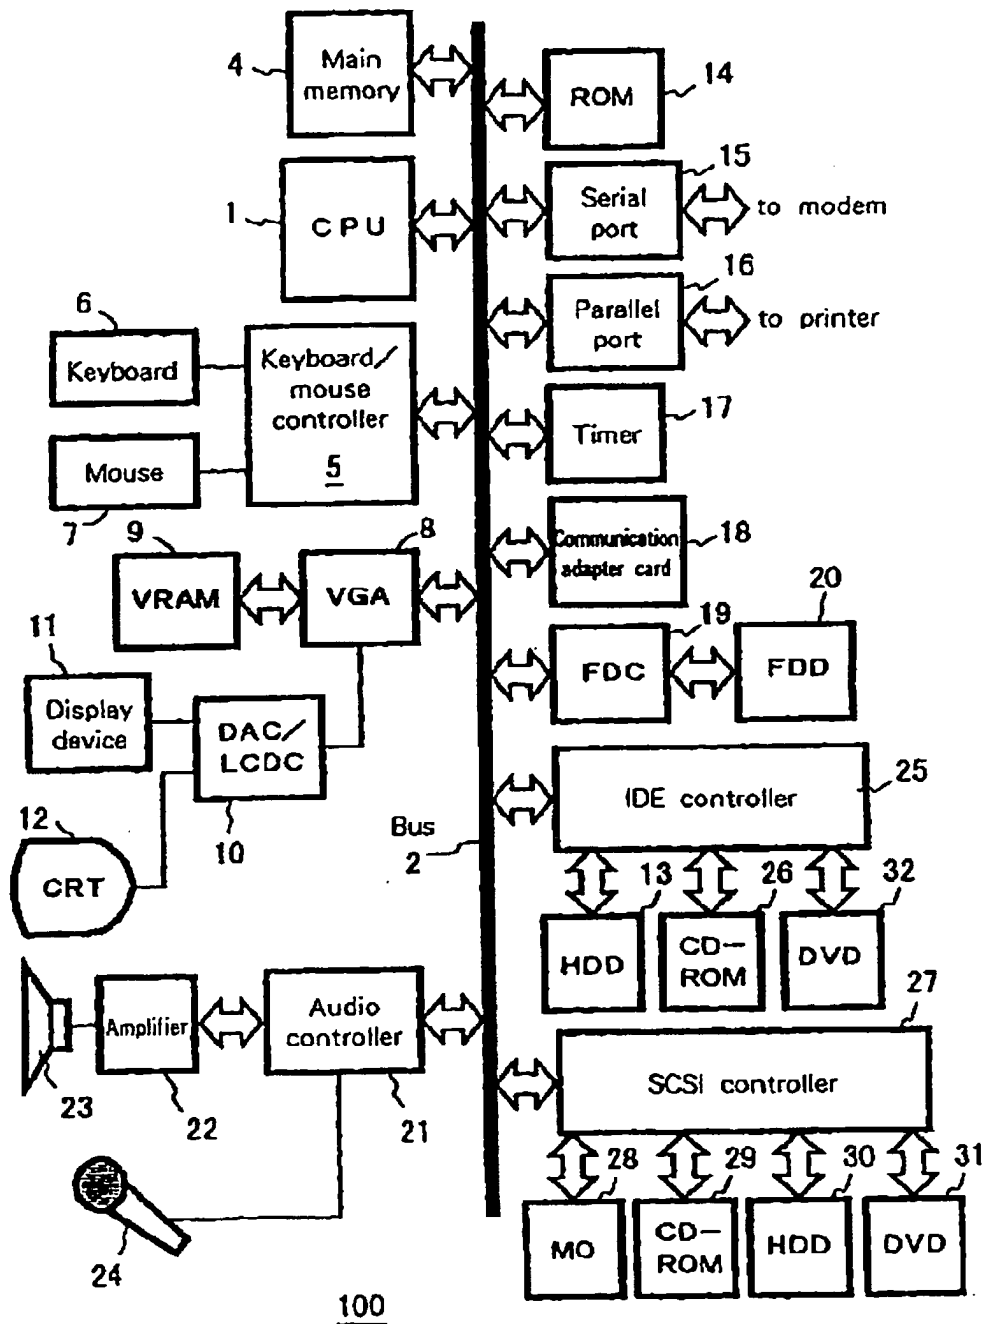 4
Main
memory
ROM
14
1
CPU
15
Serial
port
to modem
16
Parallel
port
to printer
6
Keyboard
Keyboard/
mouse
controller
5
Mouse
7
Timer
17
9
VRAM
8
VGA
Communication
adapter card
18
11
Display
device
DAC/
LCDC
10
19
FDC
20
FDD
12
CRT
Bus
2
IDE controller
25
13
HDD
26
CD-
ROM
32
DVD
23
Amplifier
22
Audio
controller
21
27
SCSI controller
24
28
MO
29
CD-
ROM
30
HDD
31
DVD
100